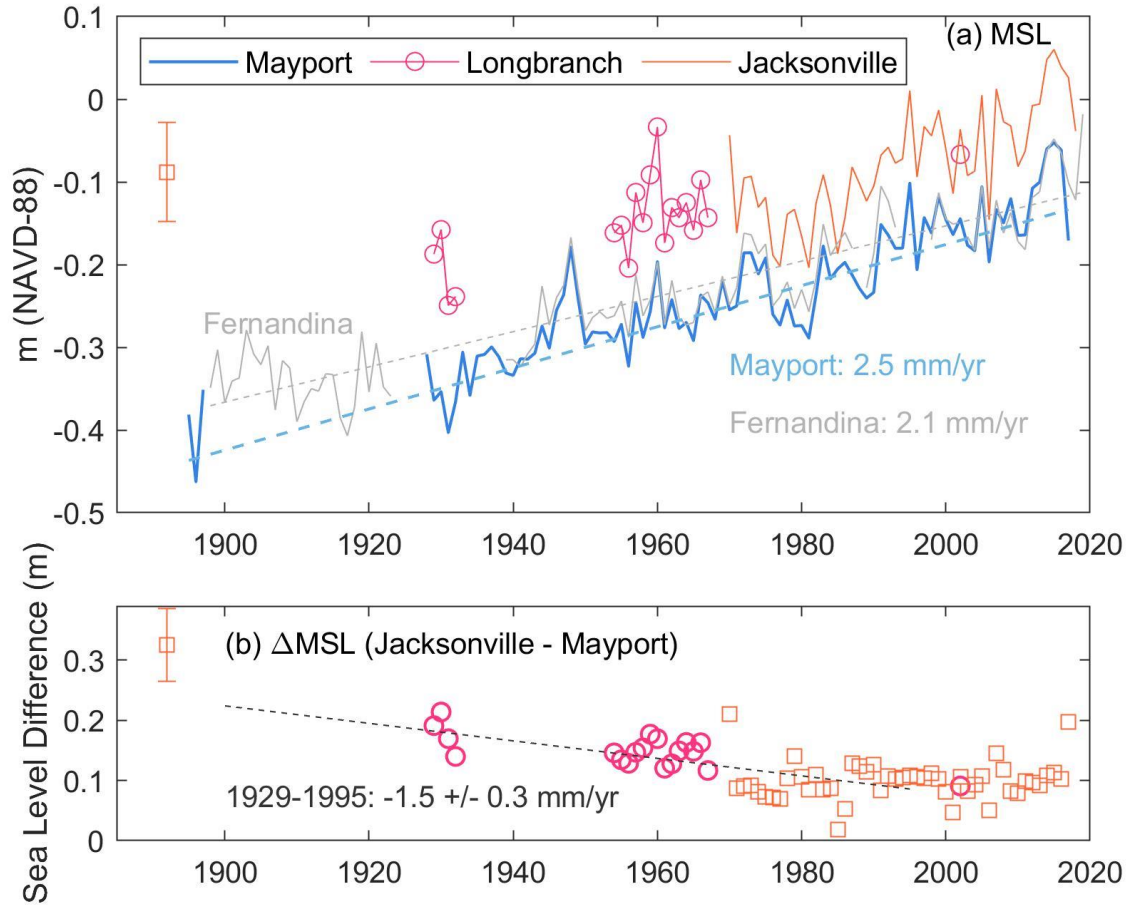 0.1
(a) MSL
Mayport
Longbranch
Jacksonville
0
-0.1
-0.2
-0.3
-0.4
-0.5
m (NAVD-88)
Fernandina
Mayport: 2.5 mm/yr
Fernandina: 2.1 mm/yr
1900 1920 1940 1960 1980 2000 2020
(b) ΔMSL (Jacksonville - Mayport)
0.3
0.2
0.1
0
Sea Level Difference (m)
1929-1995: -1.5 +/- 0.3 mm/yr
1900 1920 1940 1960 1980 2000 2020